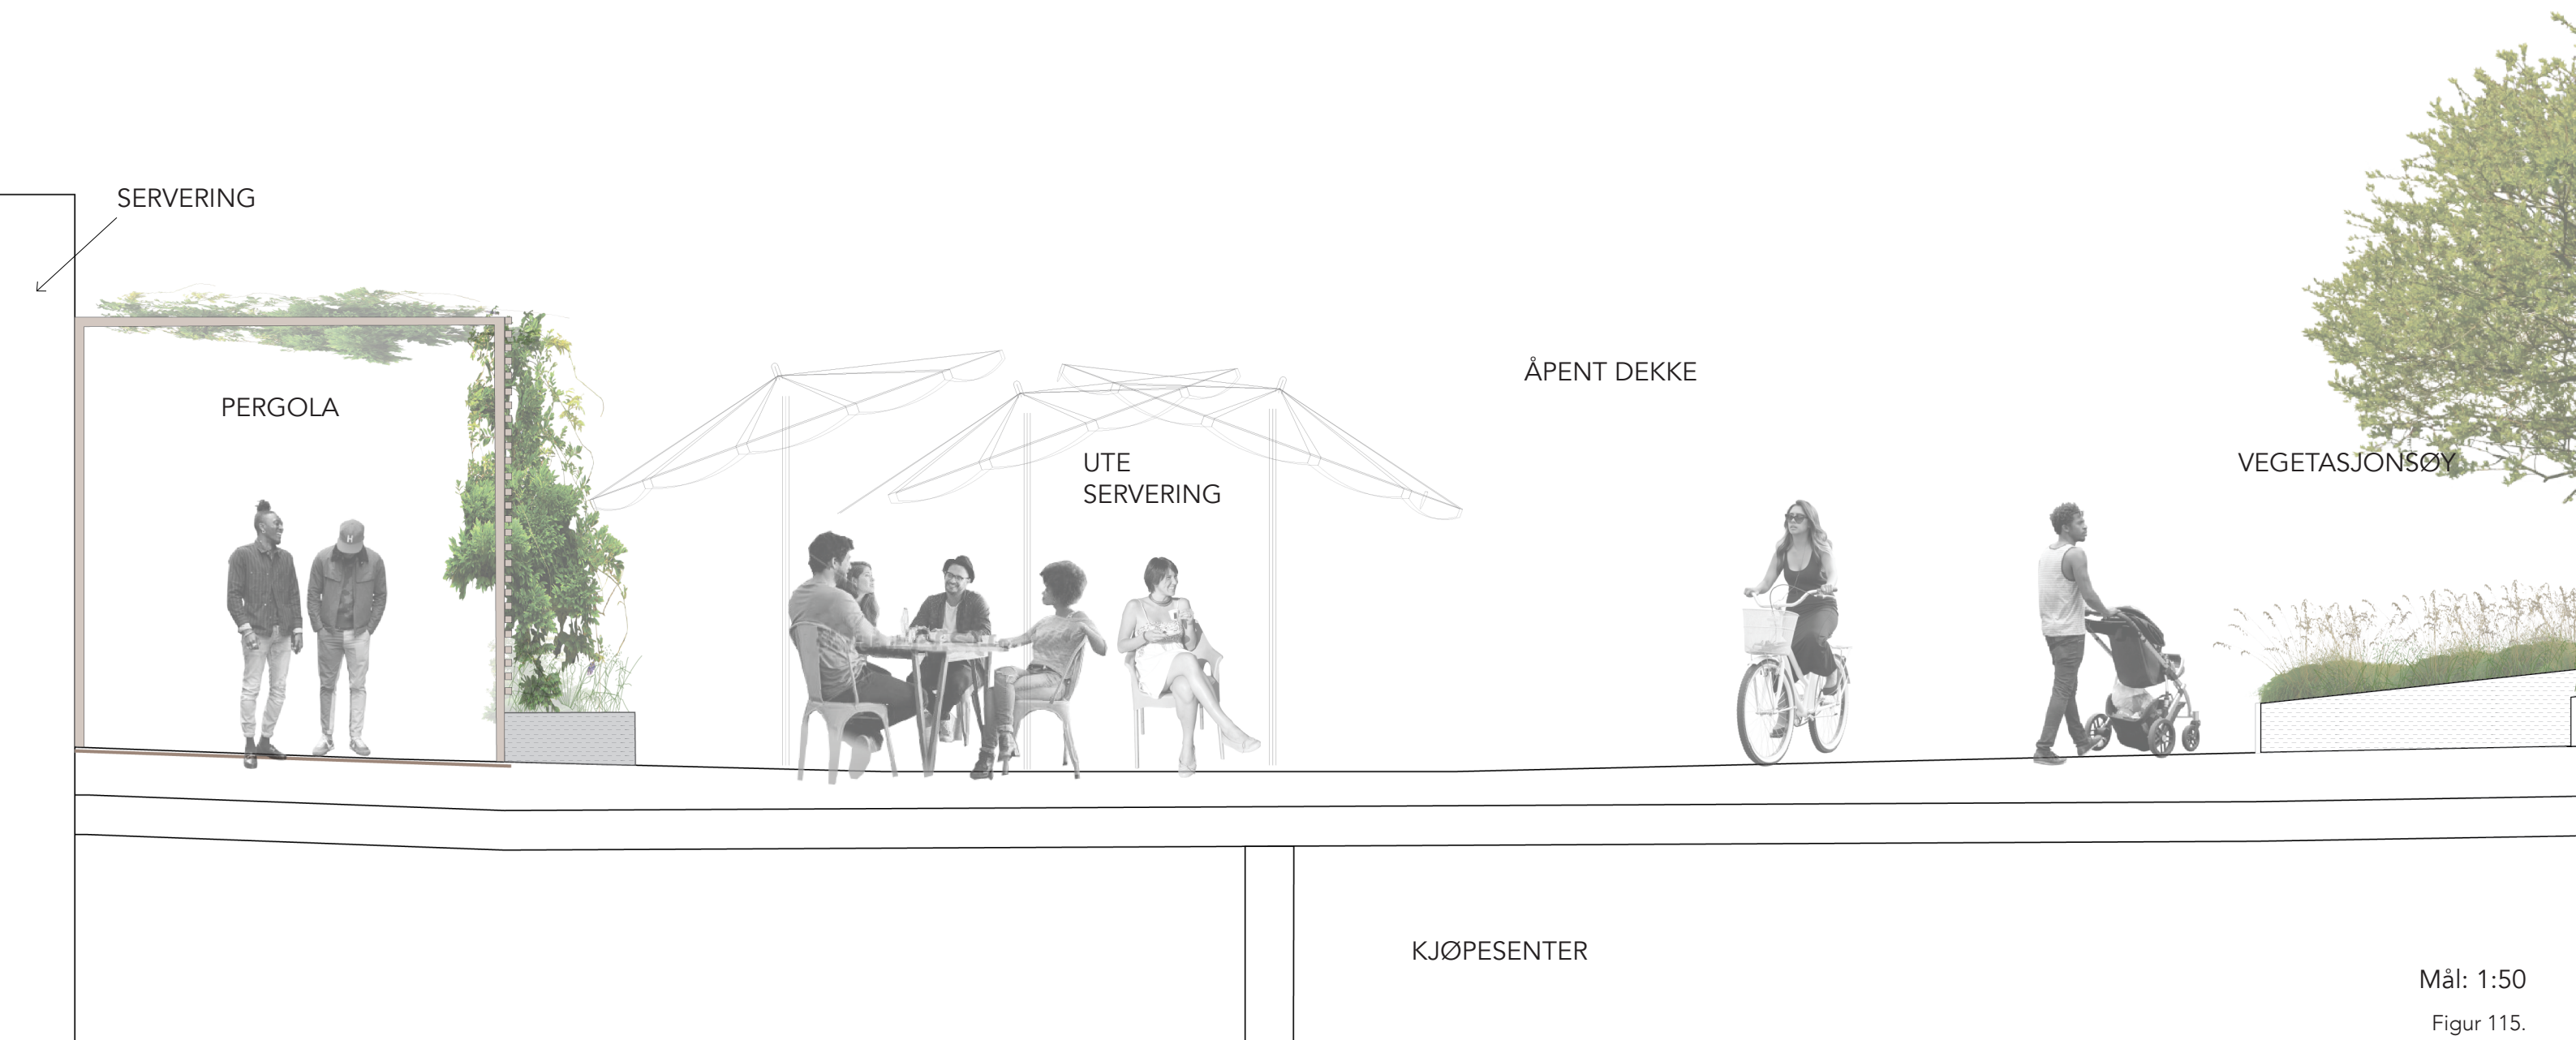 SERVERING
PERGOLA
UTE
SERVERING
ÅPENT DEKKE
VEGETASJONSØY
KJØPESENTER
Mål: 1:50
Figur 115.
H